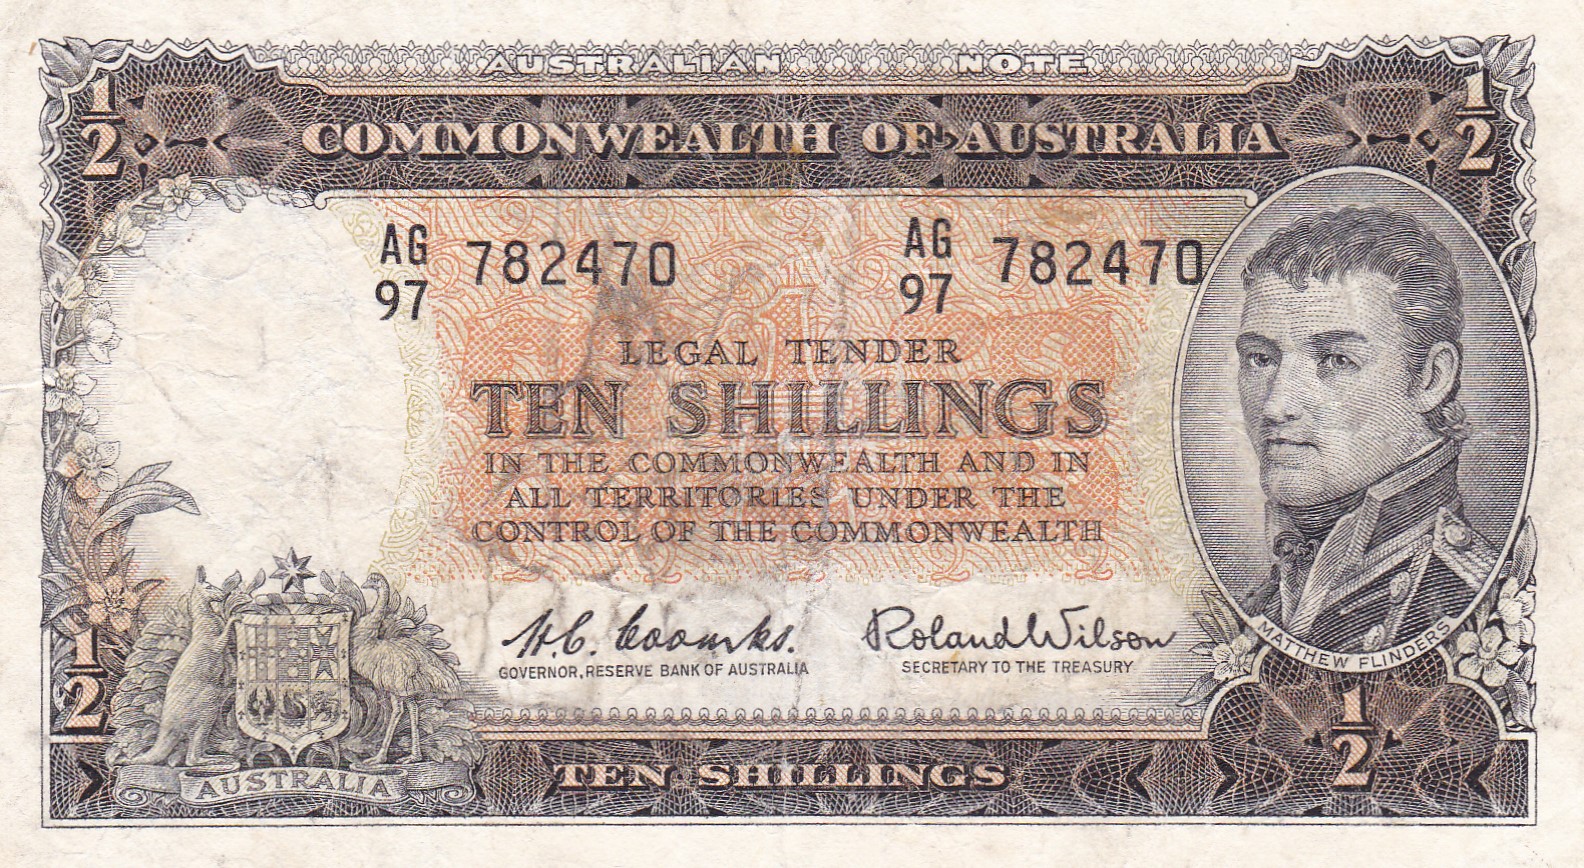 AUSTRALIAN NOTE
1/2 COMMONWEALTH OF AUSTRALIA 1/2
AG 97 782470 AG 97 782470
LEGAL TENDER
TEN SHILLINGS
IN THE COMMONWEALTH AND IN
ALL TERRITORIES UNDER THE
CONTROL OF THE COMMONWEALTH
H. C. Coombs. Roland Wilson
GOVERNOR, RESERVE BANK OF AUSTRALIA SECRETARY TO THE TREASURY
MATTHEW FLINDERS
1/2 1/2
AUSTRALIA TEN SHILLINGS